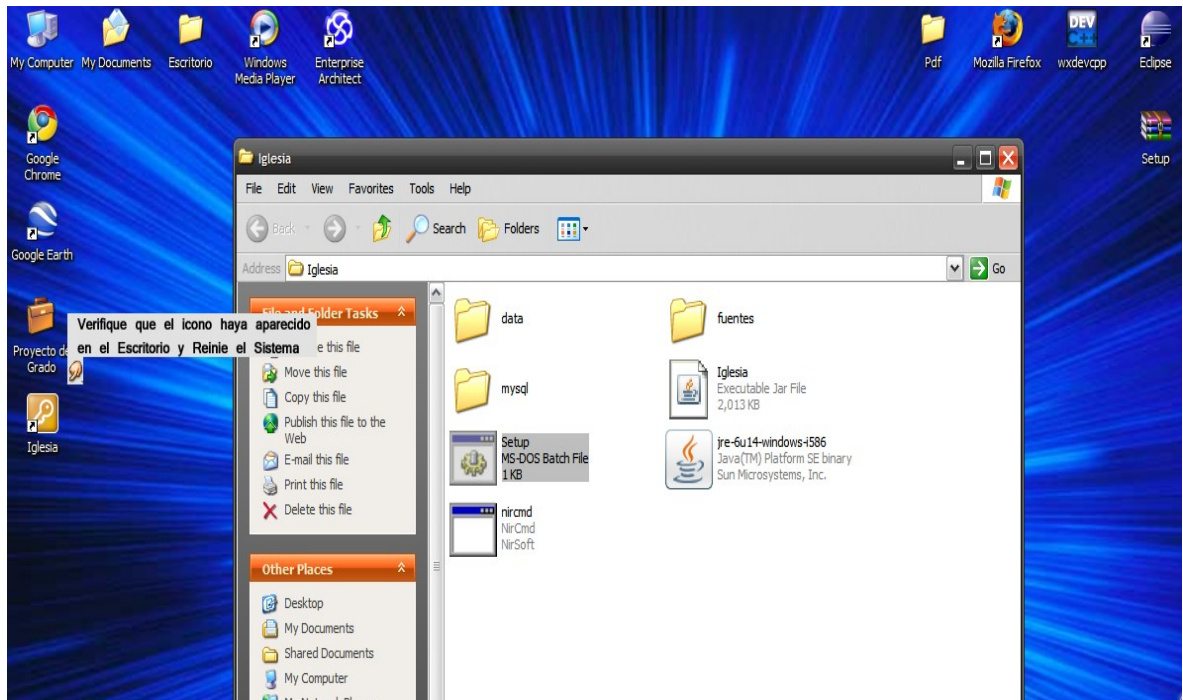 My Computer
My Documents
Escritorio
Windows
Media Player
Enterprise
Architect
Pdf
Mozilla Firefox
wxdevcpp
Eclipse
DEV
C++
Google
Chrome
Setup
Google Earth
Proyecto de
Grado
Iglesia
Verifique que el icono haya aparecido
en el Escritorio y Reinie el Sistema
Iglesia
File Edit View Favorites Tools Help
Back
Search
Folders
Address
Iglesia
Go
File and Folder Tasks
this file
Move this file
Copy this file
Publish this file to the
Web
E-mail this file
Print this file
Delete this file
Other Places
Desktop
My Documents
Shared Documents
My Computer
data
fuentes
mysql
Iglesia
Executable Jar File
2,013 KB
Setup
MS-DOS Batch File
1 KB
jre-6u14-windows-i586
Java(TM) Platform SE binary
Sun Microsystems, Inc.
nircmd
NirCmd
NirSoft